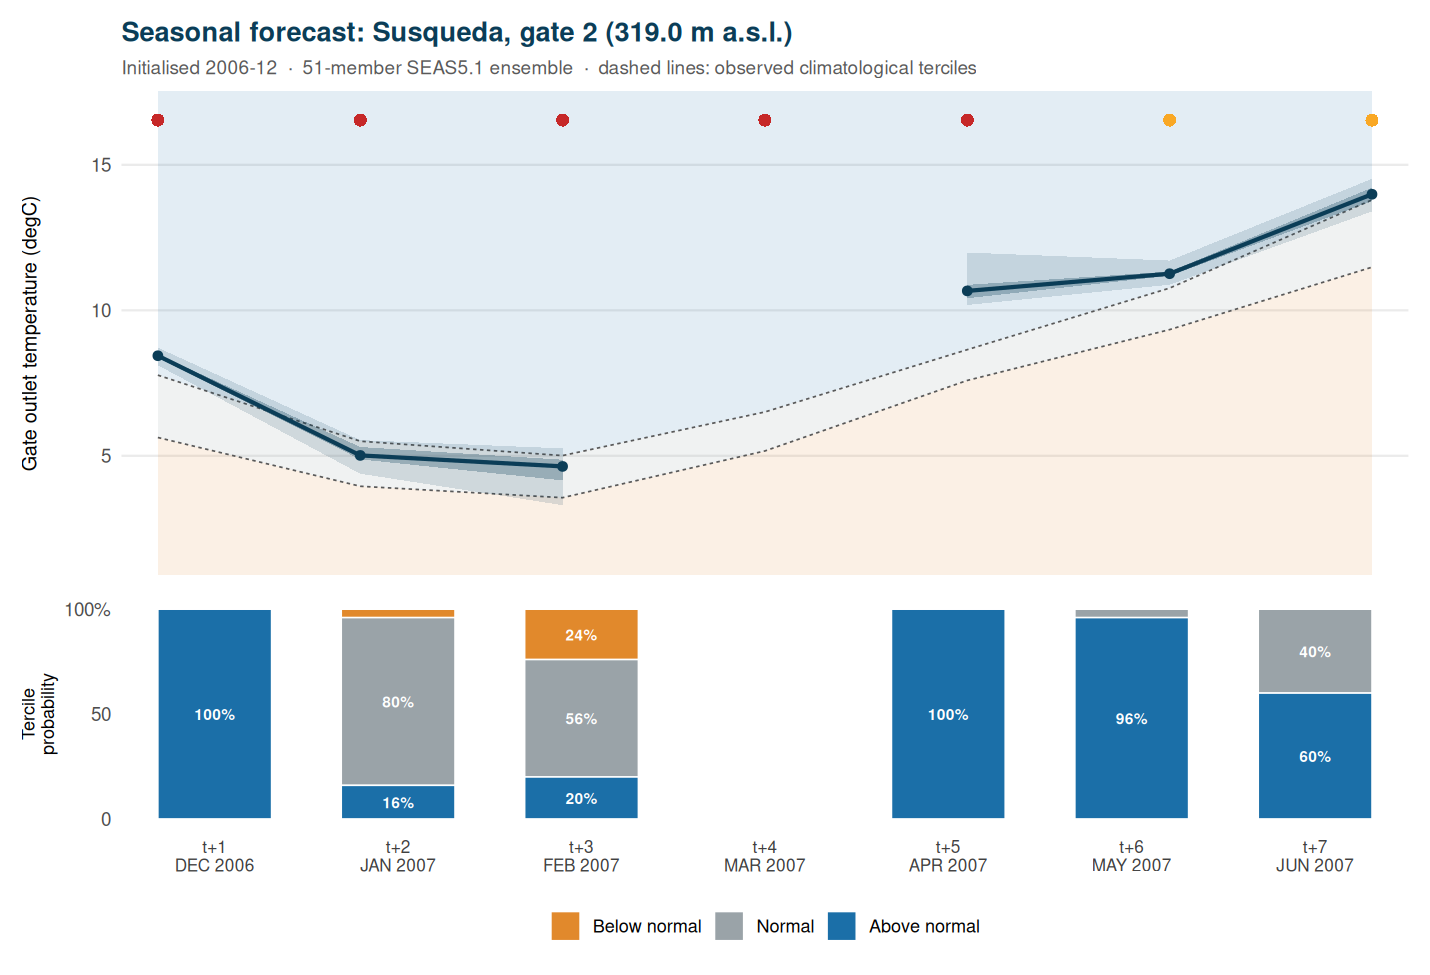 Seasonal forecast: Susqueda, gate 2 (319.0 m a.s.l.)
Initialised 2006-12 · 51-member SEAS5.1 ensemble · dashed lines: observed climatological terciles
Gate outlet temperature (degC)
15
10
5
Tercile
probability
100%
50
0
100%
80%
16%
24%
56%
20%
100%
96%
40%
60%
t+1
DEC 2006
t+2
JAN 2007
t+3
FEB 2007
t+4
MAR 2007
t+5
APR 2007
t+6
MAY 2007
t+7
JUN 2007
Below normal
Normal
Above normal